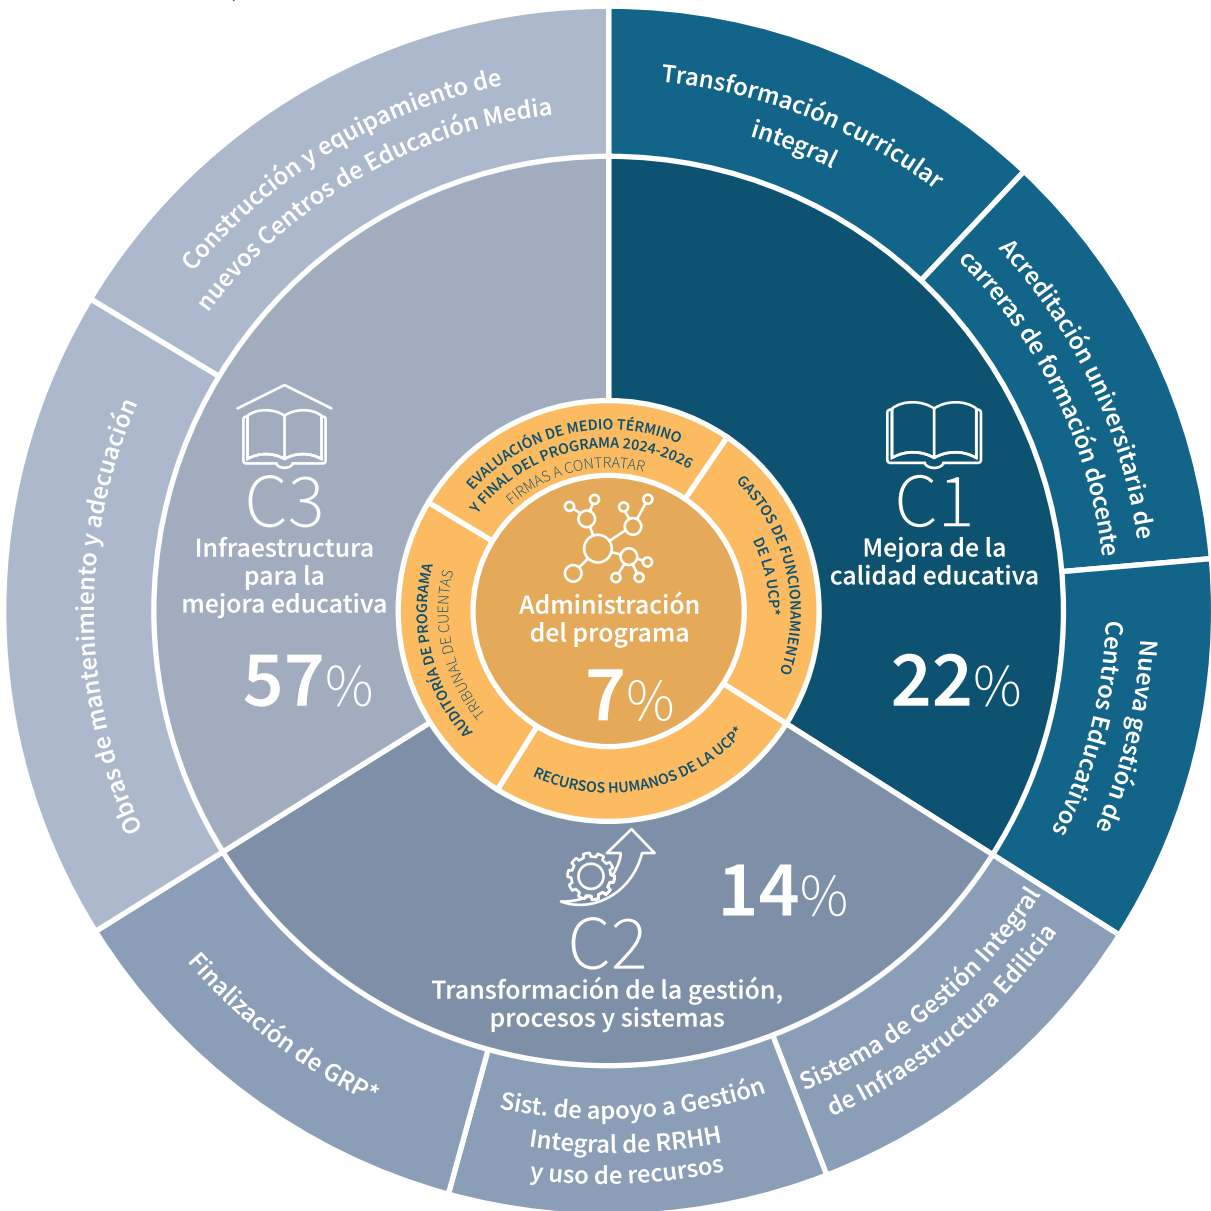 Construcción y equipamiento de
nuevos Centros de Educación Media
Transformación curricular
integral
Acreditación universitaria de
carreras de formación docente
Nueva gestión de
Centros Educativos
Obras de mantenimiento y adecuación
C3
Infraestructura
para la
mejora educativa
57%
C1
Mejora de la
calidad educativa
22%
EVALUACIÓN DE MEDIO TÉRMINO
Y FINAL DEL PROGRAMA 2024-2026
FIRMAS A CONTRATAR
GASTOS DE FUNCIONAMIENTO
DE LA UCP*
AUDITORÍA DE PROGRAMA
TRIBUNAL DE CUENTAS
RECURSOS HUMANOS DE LA UCP*
Administración
del programa
7%
14%
C2
Transformación de la gestión,
procesos y sistemas
Finalización de GRP*
Sist. de apoyo a Gestión
Integral de RRHH
y uso de recursos
Sistema de Gestión Integral
de Infraestructura Edilicia